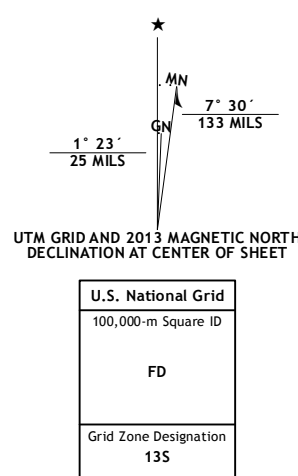 ★
MN
7° 30´
133 MILS
GN
1° 23´
25 MILS
UTM GRID AND 2013 MAGNETIC NORTH
DECLINATION AT CENTER OF SHEET
U.S. National Grid
100,000-m Square ID
FD
Grid Zone Designation
13S